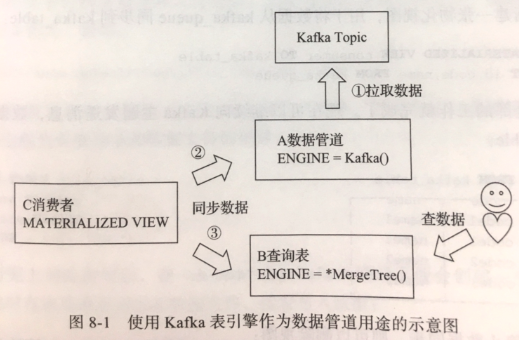 Kafka Topic
①拉取数据
A数据管道
ENGINE = Kafka()
②
C消费者
MATERIALIZED VIEW
同步数据
查数据
③
B查询表
ENGINE = *MergeTree()
图 8-1 使用 Kafka 表引擎作为数据管道用途的示意图